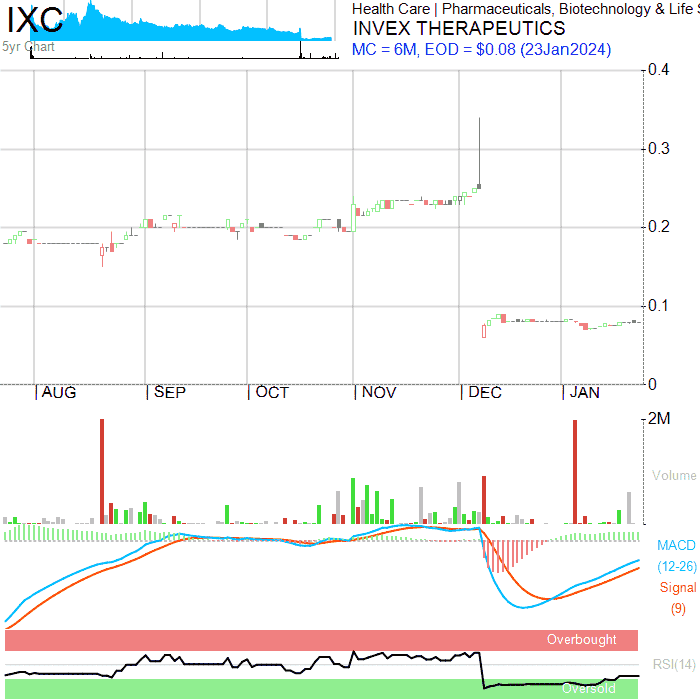 IXC
5yr Chart
Health Care | Pharmaceuticals, Biotechnology & Life S
INVEX THERAPEUTICS
MC = 6M, EOD = $0.08 (23Jan2024)
0.4
0.3
0.2
0.1
0
AUG SEP OCT NOV DEC JAN
2M
Volume
MACD
(12-26)
Signal
(9)
Overbought
RSI(14)
Oversold